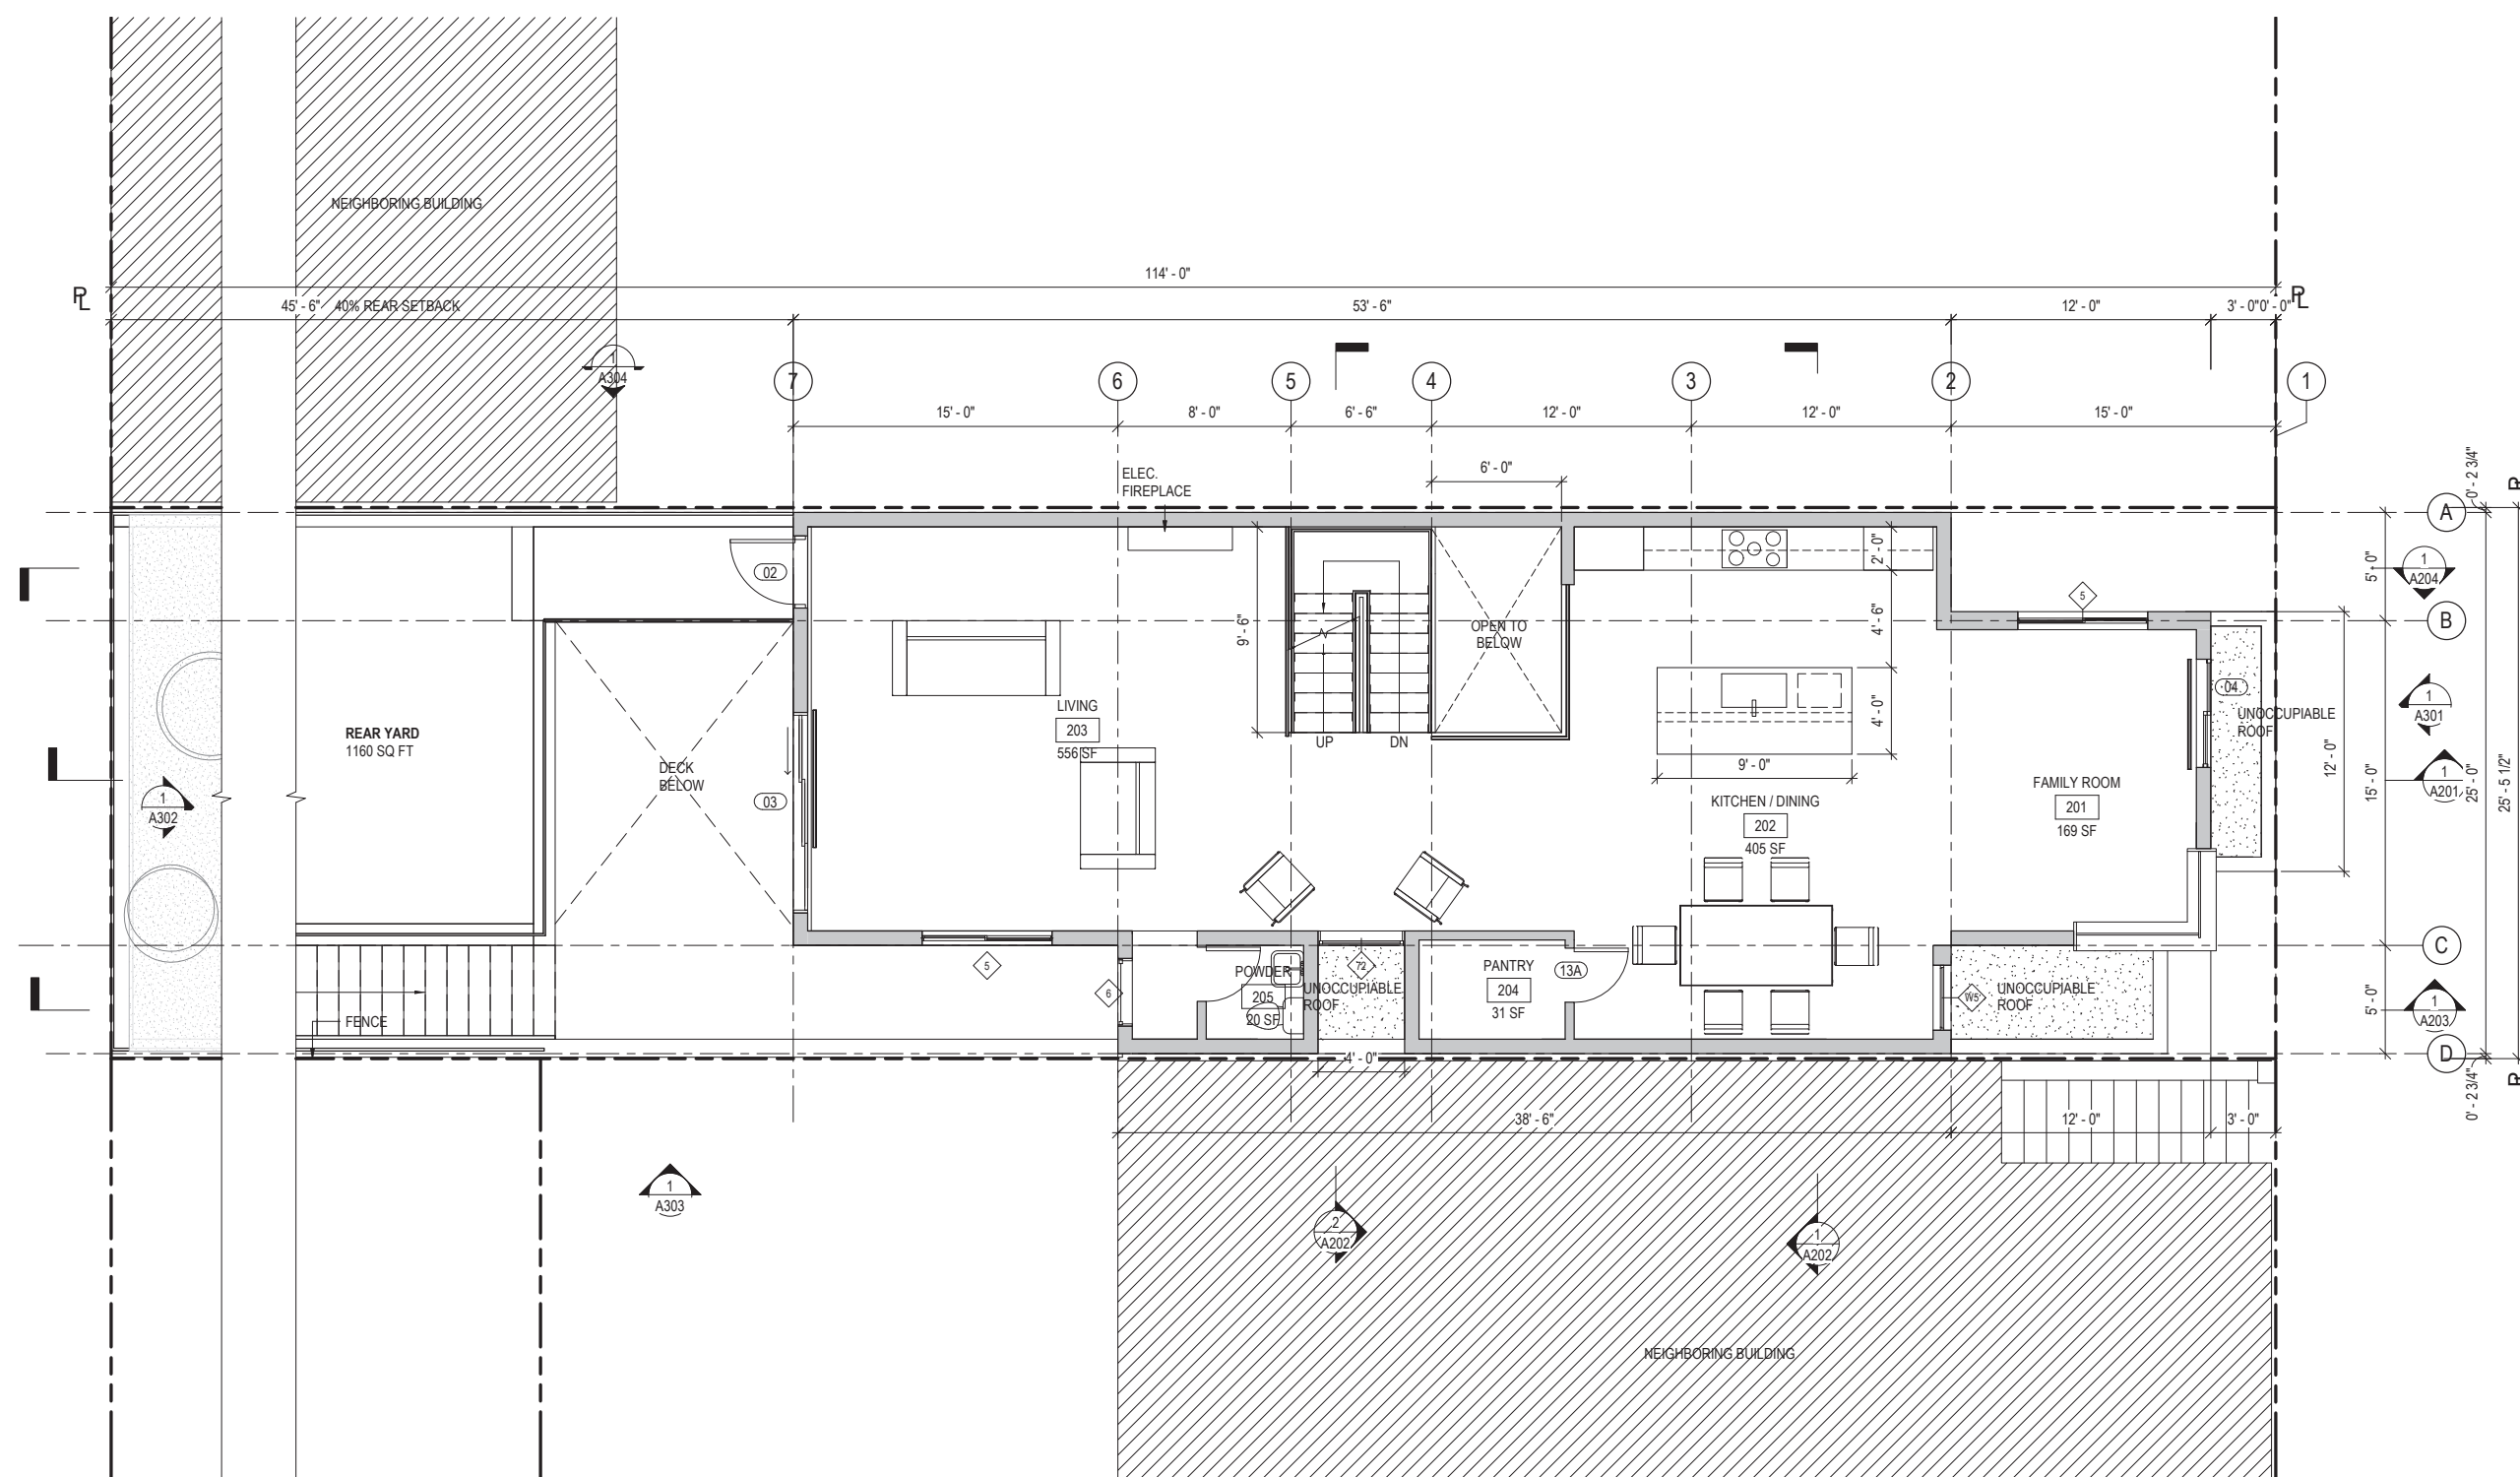 NEIGHBORING BUILDING
114' - 0"
PL
PL
45' - 6"   40% REAR SETBACK
53' - 6"
12' - 0"
3' - 0"
0' - 0"
1
A304
7
6
5
4
3
2
1
15' - 0"
8' - 0"
6' - 6"
12' - 0"
12' - 0"
15' - 0"
ELEC.
FIREPLACE
6' - 0"
0' - 2 3/4"
PL
A
02
2' - 0"
5' - 0"
1
A204
5
B
9' - 6"
OPEN TO
BELOW
4' - 6"
04
UNOCCUPIABLE
ROOF
1
A301
REAR YARD
1160 SQ FT
LIVING
203
556 SF
UP
DN
4' - 0"
DECK
BELOW
9' - 0"
12' - 0"
15' - 0"
25' - 0"
25' - 5 1/2"
1
A201
1
A302
03
KITCHEN / DINING
202
405 SF
FAMILY ROOM
201
169 SF
C
5
6
POWDER
205
20 SF
72
UNOCCUPIABLE
ROOF
PANTRY
204
31 SF
13A
W5
UNOCCUPIABLE
ROOF
5' - 0"
1
A203
FENCE
D
4' - 0"
0' - 2 3/4"
PL
38' - 6"
12' - 0"
3' - 0"
1
A303
2
A202
1
A202
NEIGHBORING BUILDING